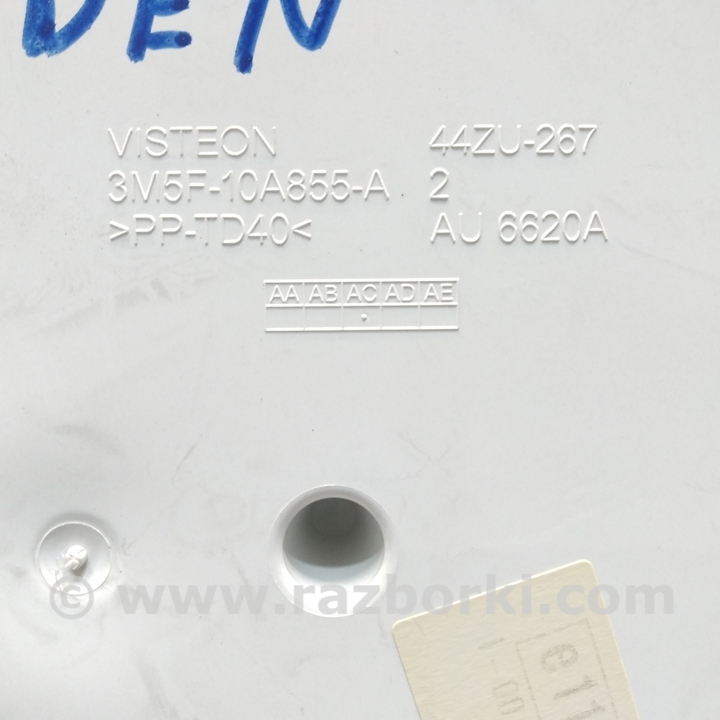 DEN
VISTEON 44ZU-267
3M5F-10A855-A 2
>PP-TD40< AU 6620A
AA AB AC AD AE
© www.razborki.com
e11